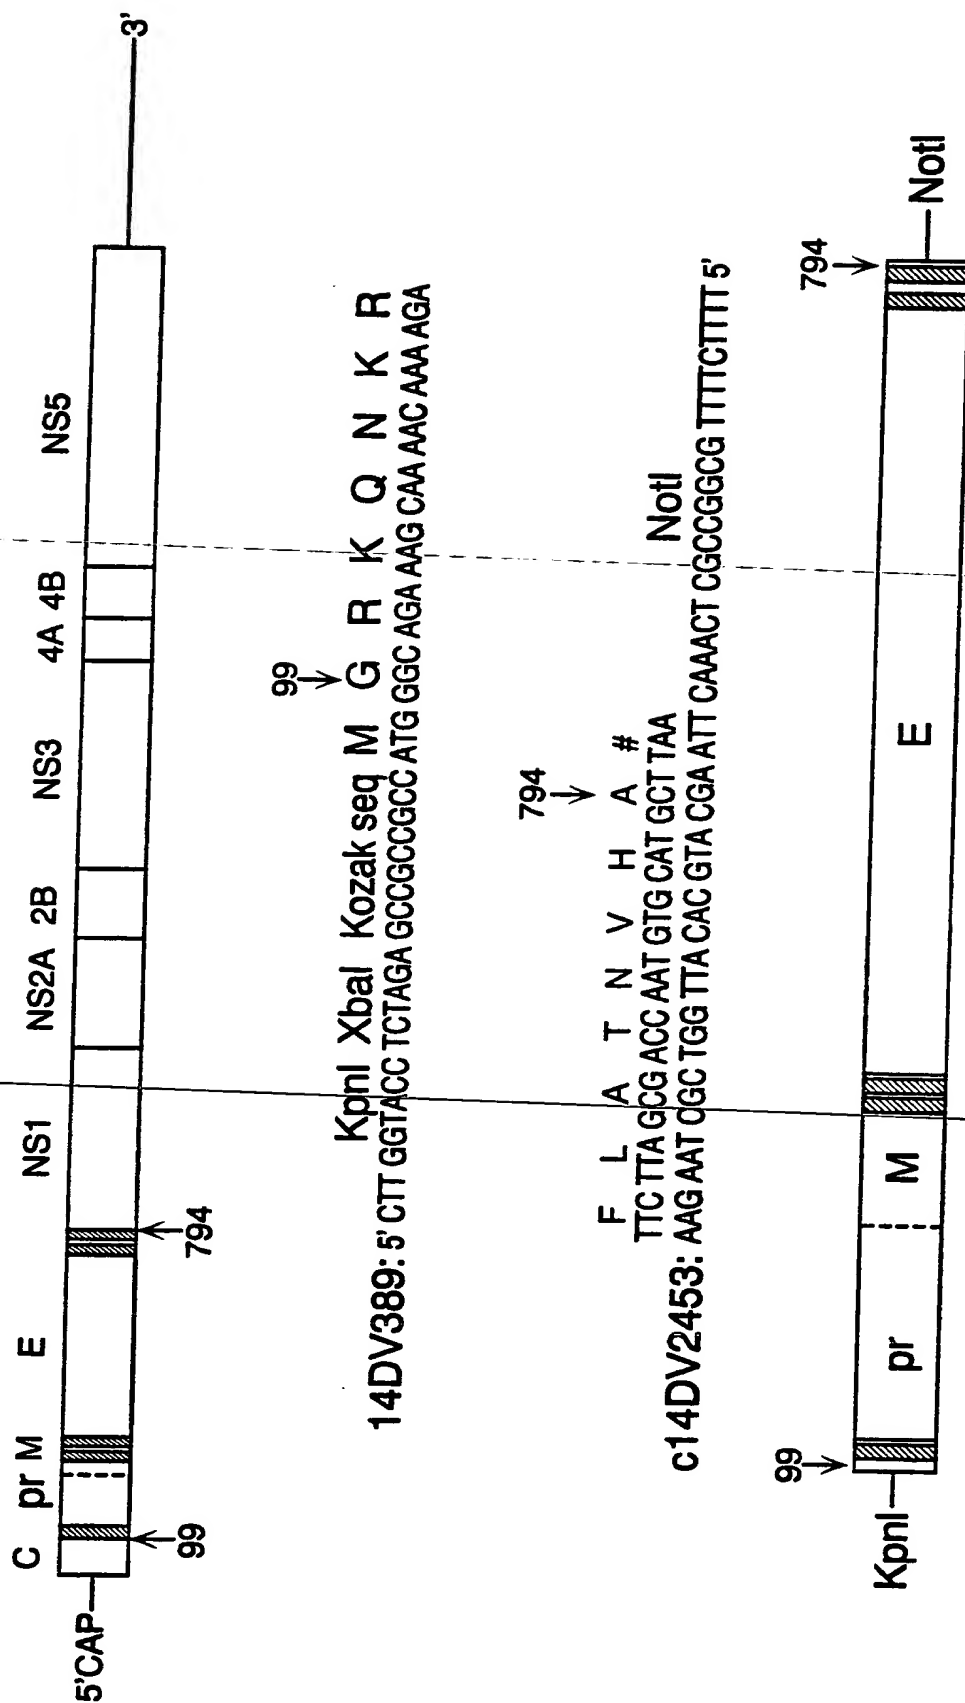 C pr M E NS1 NS2A 2B NS3 4A 4B NS5
5'CAP 3'
99 794
99
KpnI XbaI Kozak seq M G R K Q N K R
14DV389: 5' CTT GGTACC TCTAGA GCCGCCGCC ATG GGC AGA AAG CAA AAC AAA AGA
794
F L A T N V H A # NotI
TTC TTA GCG ACC AAT GTG CAT GCT TAA
c14DV2453: AAG AAT CGC TGG TTA CAC GTA CGA ATT CAAACT CGCCGGCG TTTTCTTTT 5'
99 794
KpnI pr M E NotI